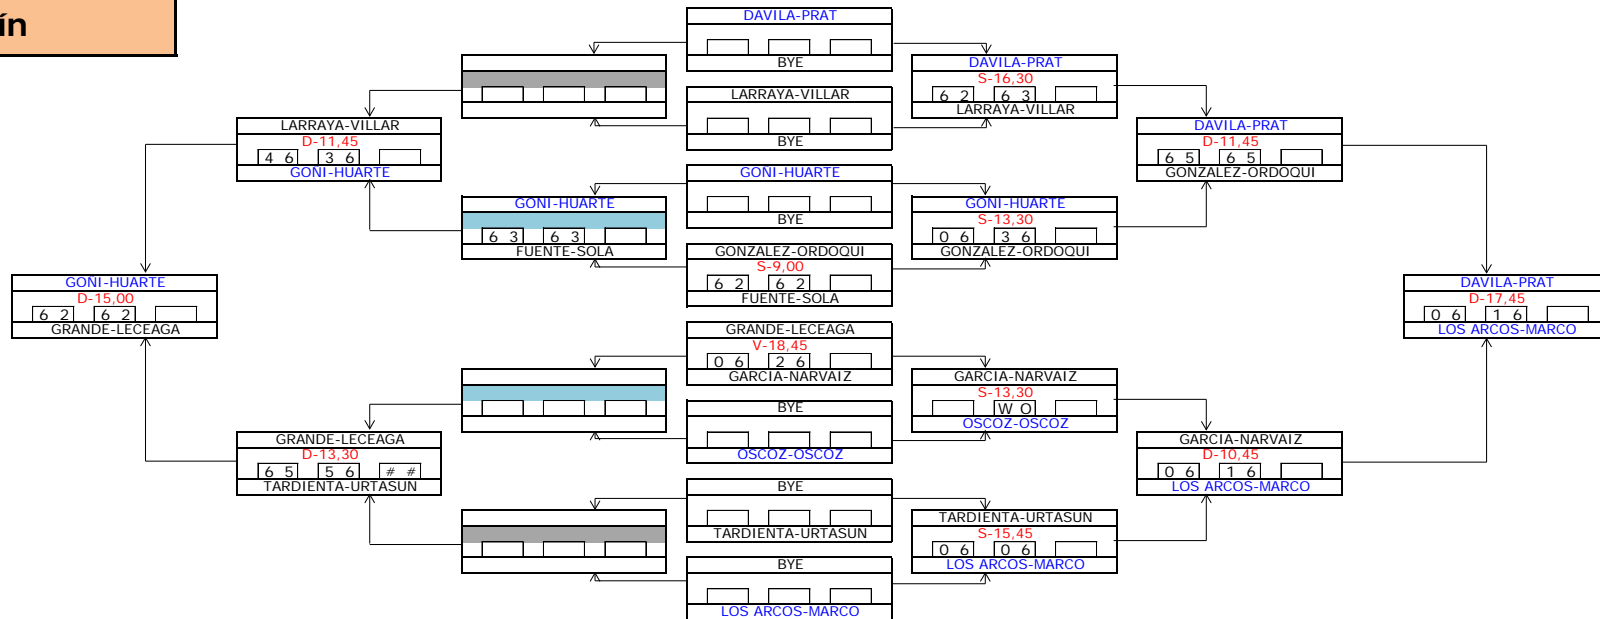 ín
DAVILA-PRAT
BYE
LARRAYA-VILLAR
BYE
GOÑI-HUARTE
BYE
GONZALEZ-ORDOQUI
S-9,00
6 2 6 2
FUENTE-SOLA
GRANDE-LECEAGA
V-18,45
0 6 2 6
GARCIA-NARVAIZ
BYE
OSCOZ-OSCOZ
BYE
TARDIENTA-URTASUN
BYE
LOS ARCOS-MARCO
GOÑI-HUARTE
6 3 6 3
FUENTE-SOLA
LARRAYA-VILLAR
D-11,45
4 6 3 6
GOÑI-HUARTE
GRANDE-LECEAGA
D-13,30
6 5 5 6 # #
TARDIENTA-URTASUN
GOÑI-HUARTE
D-15,00
6 2 6 2
GRANDE-LECEAGA
DAVILA-PRAT
S-16,30
6 2 6 3
LARRAYA-VILLAR
GOÑI-HUARTE
S-13,30
0 6 3 6
GONZALEZ-ORDOQUI
GARCIA-NARVAIZ
S-13,30
W O
OSCOZ-OSCOZ
TARDIENTA-URTASUN
S-15,45
0 6 0 6
LOS ARCOS-MARCO
DAVILA-PRAT
D-11,45
6 5 6 5
GONZALEZ-ORDOQUI
GARCIA-NARVAIZ
D-10,45
0 6 1 6
LOS ARCOS-MARCO
DAVILA-PRAT
D-17,45
0 6 1 6
LOS ARCOS-MARCO